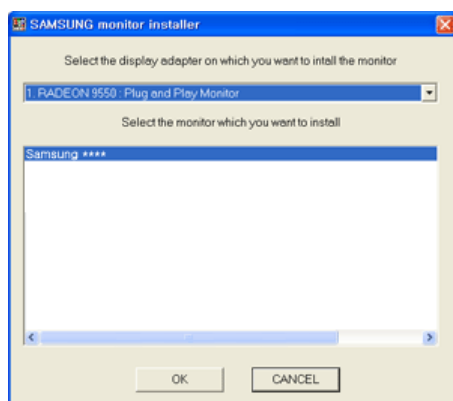 SAMSUNG monitor installer
Select the display adapter on which you want to intall the monitor
1. RADEON 9550 : Plug and Play Monitor
Select the monitor which you want to install
Samsung ****
OK
CANCEL